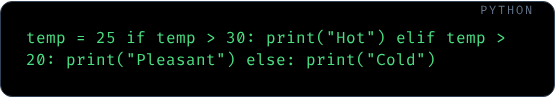 PYTHON
temp = 25 if temp > 30: print("Hot") elif temp >
20: print("Pleasant") else: print("Cold")